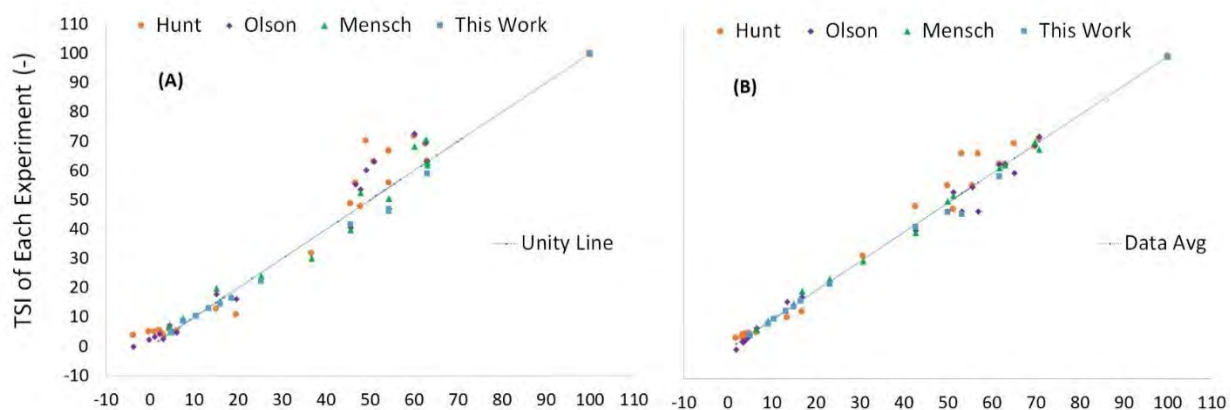 Hunt Olson Mensch This Work
Hunt Olson Mensch This Work
TSI of Each Experiment (-)
100
90
80
70
60
50
40
30
20
10
0
-10
(A)
(B)
Unity Line
Data Avg
-10 0 10 20 30 40 50 60 70 80 90 100 110
-10 0 10 20 30 40 50 60 70 80 90 100 110